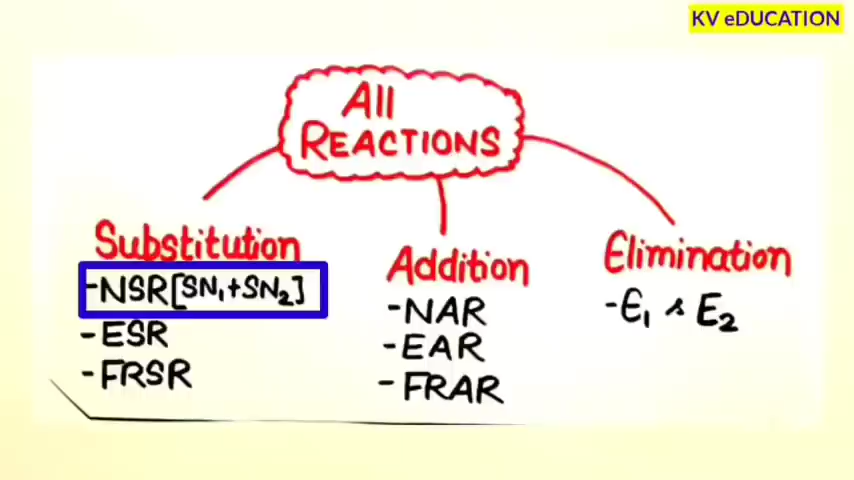 KV eDUCATION
All
REACTIONS
Substitution
-NSR[SN₁+SN₂]
-ESR
-FRSR
Addition
-NAR
-EAR
-FRAR
Elimination
-E₁ & E₂